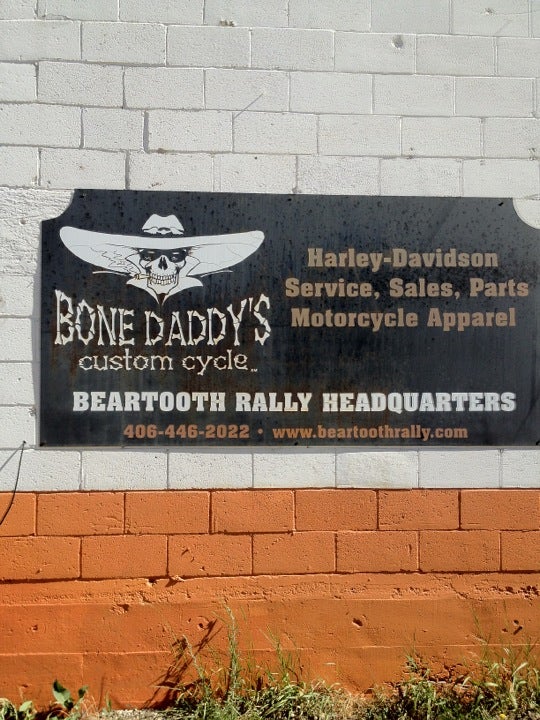 BONE DADDY'S
custom cycle™
Harley-Davidson
Service, Sales, Parts
Motorcycle Apparel
BEARTOOTH RALLY HEADQUARTERS
406-446-2022 • www.beartoothrally.com